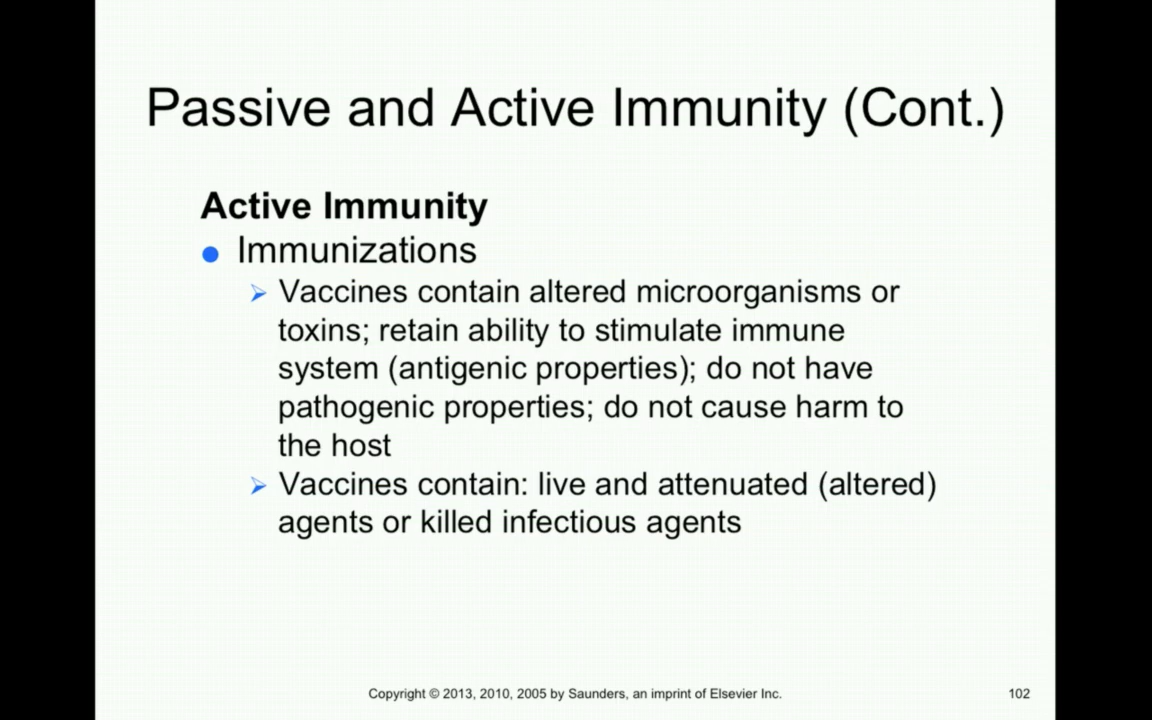 Passive and Active Immunity (Cont.)
Active Immunity
Immunizations
Vaccines contain altered microorganisms or
toxins; retain ability to stimulate immune
system (antigenic properties); do not have
pathogenic properties; do not cause harm to
the host
Vaccines contain: live and attenuated (altered)
agents or killed infectious agents
Copyright © 2013, 2010, 2005 by Saunders, an imprint of Elsevier Inc.
102